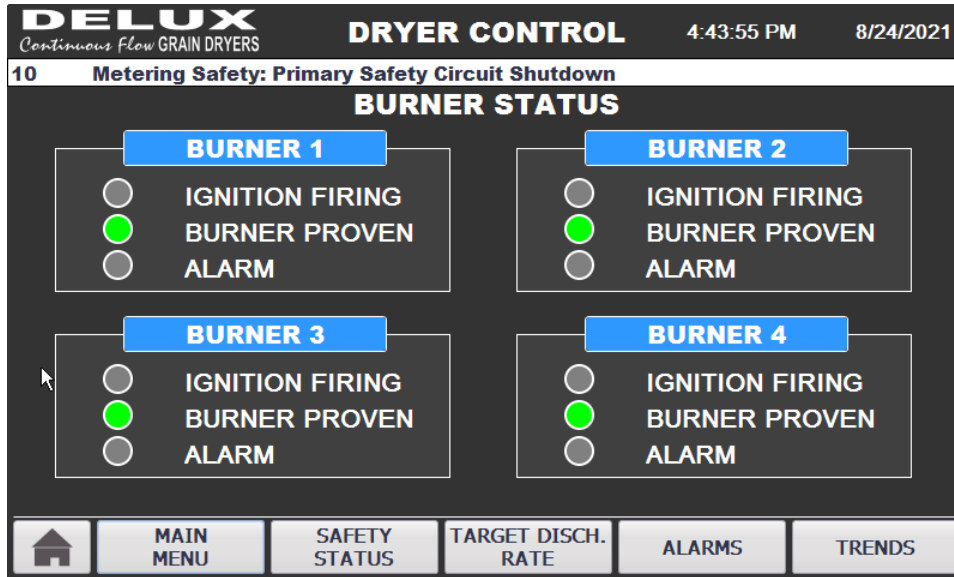 DELUX
Continuous Flow GRAIN DRYERS
DRYER CONTROL
4:43:55 PM
8/24/2021
10 Metering Safety: Primary Safety Circuit Shutdown
BURNER STATUS
BURNER 1
IGNITION FIRING
BURNER PROVEN
ALARM
BURNER 2
IGNITION FIRING
BURNER PROVEN
ALARM
BURNER 3
IGNITION FIRING
BURNER PROVEN
ALARM
BURNER 4
IGNITION FIRING
BURNER PROVEN
ALARM
MAIN
MENU
SAFETY
STATUS
TARGET DISCH.
RATE
ALARMS
TRENDS